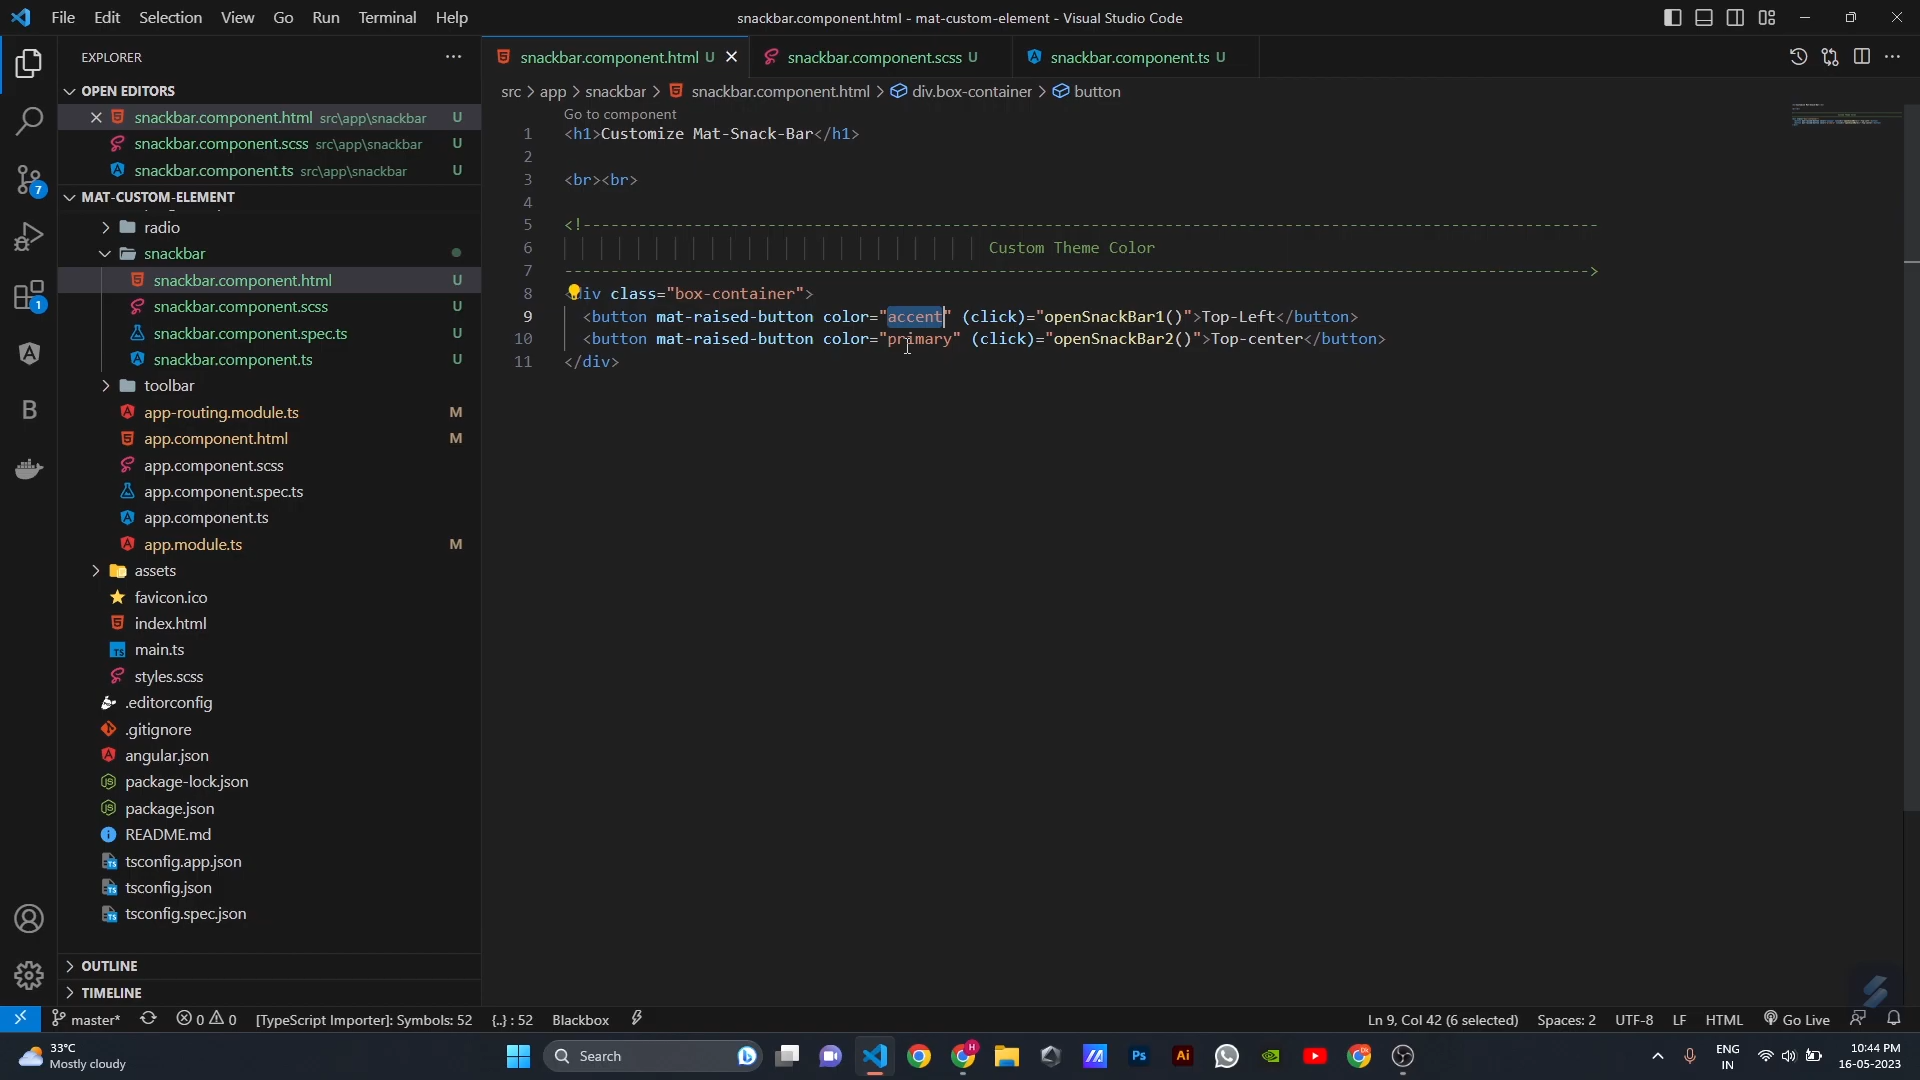 File Edit Selection View Go Run Terminal Help
snackbar.component.html - mat-custom-element - Visual Studio Code
EXPLORER
OPEN EDITORS
snackbar.component.html src\app\snackbar U
snackbar.component.scss src\app\snackbar U
snackbar.component.ts src\app\snackbar U
MAT-CUSTOM-ELEMENT
radio
snackbar
snackbar.component.html U
snackbar.component.scss U
snackbar.component.spec.ts U
snackbar.component.ts U
toolbar
app-routing.module.ts M
app.component.html M
app.component.scss
app.component.spec.ts
app.component.ts
app.module.ts M
assets
favicon.ico
index.html
main.ts
styles.scss
.editorconfig
.gitignore
angular.json
package-lock.json
package.json
README.md
tsconfig.app.json
tsconfig.json
tsconfig.spec.json
OUTLINE
TIMELINE
snackbar.component.html U
snackbar.component.scss U
snackbar.component.ts U
src > app > snackbar > snackbar.component.html > div.box-container > button
Go to component
1 <h1>Customize Mat-Snack-Bar</h1>
2
3 <br><br>
4
5 <!--------------------------------------------------------------------------------------------------------------
6 Custom Theme Color
7 --------------------------------------------------------------------------------------------------------------->
8 div class="box-container">
9 <button mat-raised-button color="accent" (click)="openSnackBar1()">Top-Left</button>
10 <button mat-raised-button color="primary" (click)="openSnackBar2()">Top-center</button>
11 </div>
7
1
B
master* 0 0 [TypeScript Importer]: Symbols: 52 {..} : 52 Blackbox
Ln 9, Col 42 (6 selected) Spaces: 2 UTF-8 LF HTML Go Live
33°C
Mostly cloudy
Search
H
Ps
Ai
ENG
IN
10:44 PM
16-05-2023